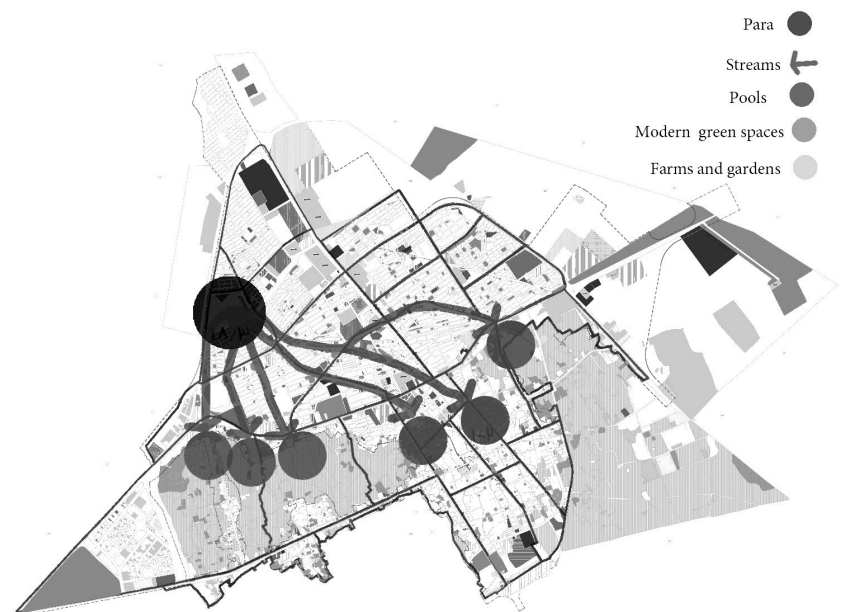 Para
Streams
Pools
Modern green spaces
Farms and gardens